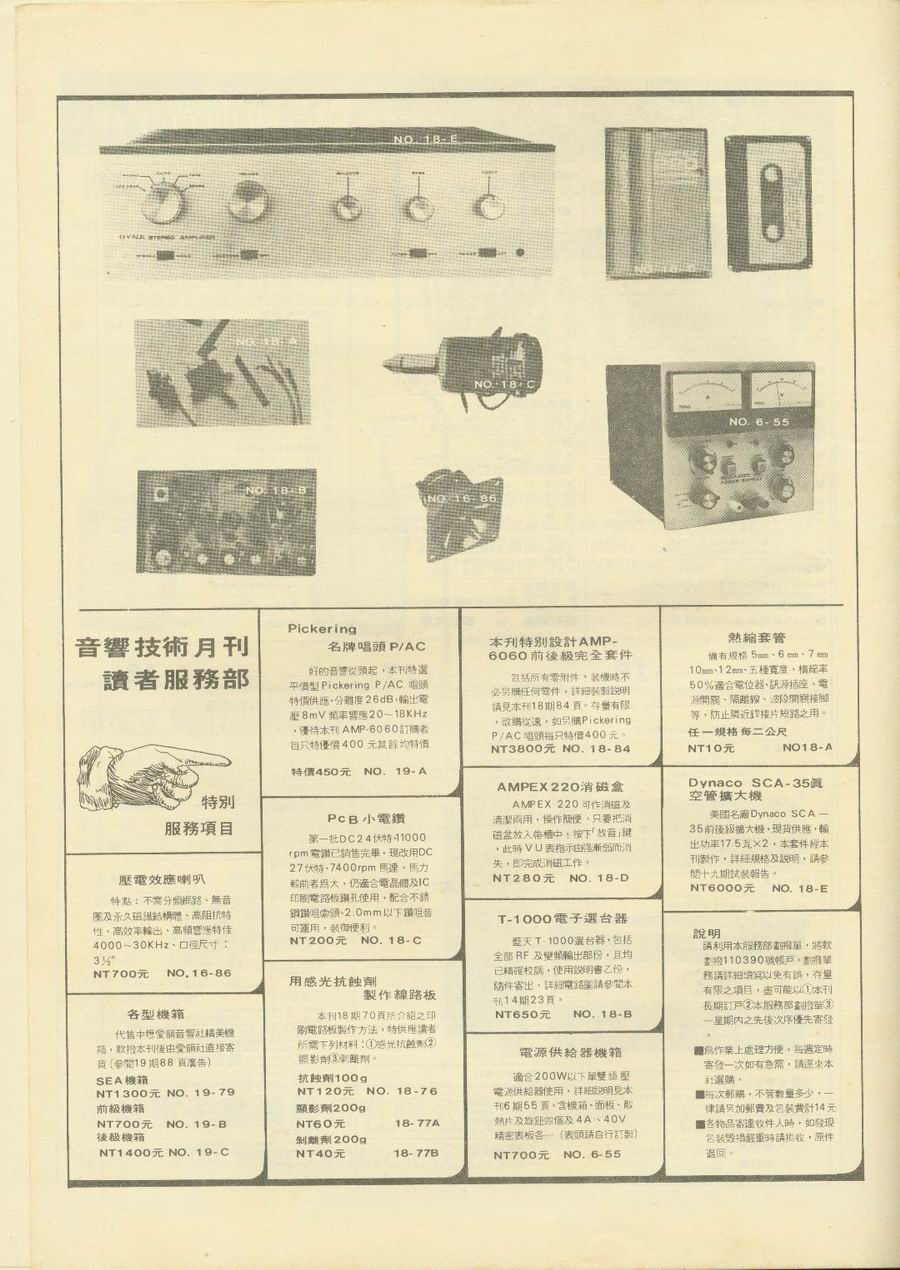 NO. 18-E
DYNA STEREO AMPLIFIER
NO. 18-A
NO. 18-C
NO. 6-55
NO. 18-B
NO. 16-86
音響技術月刊
讀者服務部
特別
服務項目
壓電效應喇叭
特點：不需分頻網路、無音
圈及永久磁鐵結構體、高阻抗特
性、高效率輸出、高頻響應特佳
4000～30KHz、口徑尺寸：
3½"
NT700元 NO.16-86
各型機箱
代售中壢愛韻音響社精美機
箱，款撥本刊後由愛韻社直接寄
貨（參閱19期88頁廣告）
SEA機箱
NT1300元 NO. 19-79
前級機箱
NT700元 NO. 19-B
後級機箱
NT1400元 NO. 19-C
Pickering
名牌唱頭 P/AC
好的音響從頭起，本刊特選
平價型Pickering P/AC 唱頭
特價供應，分離度26dB，輸出電
壓8mV 頻率響應20～18KHz
，優待本刊 AMP-6060訂購者
每只特優價 400 元其餘均特價
特價450元 NO. 19-A
PcB 小電鑽
第一批DC24伏特、11000
rpm電鑽已銷售完畢，現改用DC
27伏特、7400rpm 馬達、馬力
較前者爲大，仍適合電晶體及IC
印刷電路板鑽孔使用，配合不銹
鋼鑽咀索頭、2.0mm以下鑽咀皆
可運用，裝卸便利。
NT200元 NO. 18-C
用感光抗蝕劑
製作線路板
本刊18期70頁所介紹之印
刷電路板製作方法，特供應讀者
所需下列材料：①感光抗蝕劑②
顯影劑③剝離劑。
抗蝕劑100g
NT120元 NO. 18-76
顯影劑200g
NT60元 18-77A
剝離劑200g
NT40元 18-77B
本刊特別設計AMP-
6060前後級完全套件
包括所有零附件，裝機時不
必另購任何零件，詳細裝製說明
請見本刊18期84頁。存量有限
，欲購從速，如另購Pickering
P/AC唱頭每只特價400元。
NT3800元 NO. 18-84
AMPEX220消磁盒
AMPEX 220可作消磁及
清潔兩用，操作簡便，只要把消
磁盒放入帶槽中；按下「放音」鍵
，此時VU表指示由強漸弱而消
失，即完成消磁工作。
NT280元 NO. 18-D
T-1000電子選台器
藍天T-1000選台器，包括
全部RF及變頻輸出部份，且均
已精確校調，使用說明書乙份，
隨件寄出，詳細電路圖請參閱本
刊14期23頁。
NT650元 NO. 18-B
電源供給器機箱
適合200W以下單雙極壓
電源供給器使用，詳細說明見本
刊6期55頁。含機箱、面板、散
熱片及旋鈕四個及4A、40V
精密表板各一（表頭請自行訂製）
NT700元 NO. 6-55
熱縮套管
備有規格5mm、6mm、7mm
10mm、12mm、五種寬度，橫縮率
50%適合電位器、訊源插座、電
源開關、隔離線、波段開關接腳
等，防止隣近銲接片短路之用。
任一規格每二公尺
NT10元 NO18-A
Dynaco SCA-35眞
空管擴大機
美國名廠Dynaco SCA—
35前後級擴大機，現貨供應，輸
出功率17.5瓦×2，本套件經本
刊製作，詳細規格及說明，請參
閱十九期試裝報告。
NT6000元 NO. 18-E
說明
請利用本服務部劃撥單，將款
劃撥110390號帳戶。劃撥單
務請詳細填寫以免有誤，存量
有限之項目，盡可能以①本刊
長期訂戶②本服務部劃撥單③
一星期內之先後次序優先寄發
。
■爲作業上處理方便，每週定時
寄發一次如有急需，請逕來本
社選購。
■每次郵購，不管數量多少，一
律請另加郵費及包裝費計14元
■各物品寄達收件人時，如發現
包裝毀損嚴重時請拒收，原件
退回。